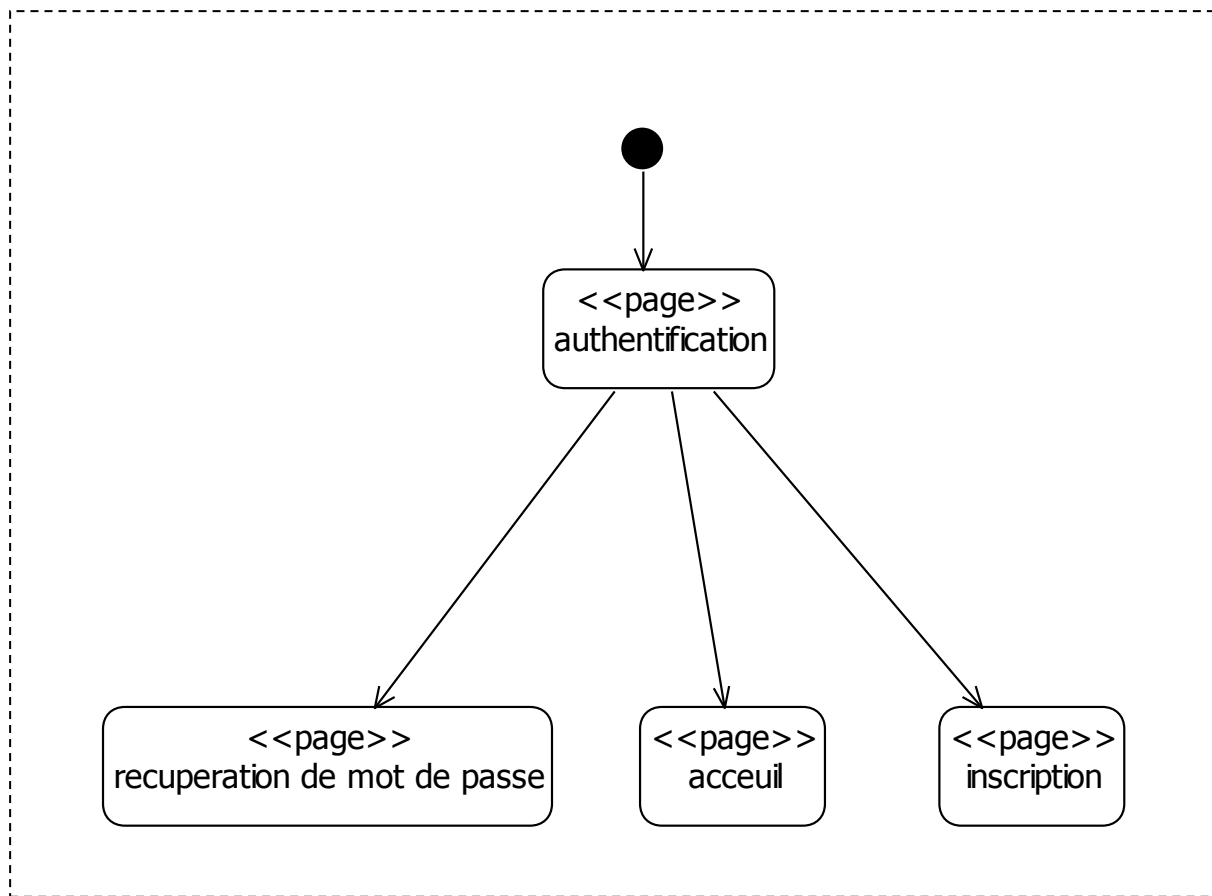 <<page>>
authentification
<<page>>
recuperation de mot de passe
<<page>>
acceuil
<<page>>
inscription